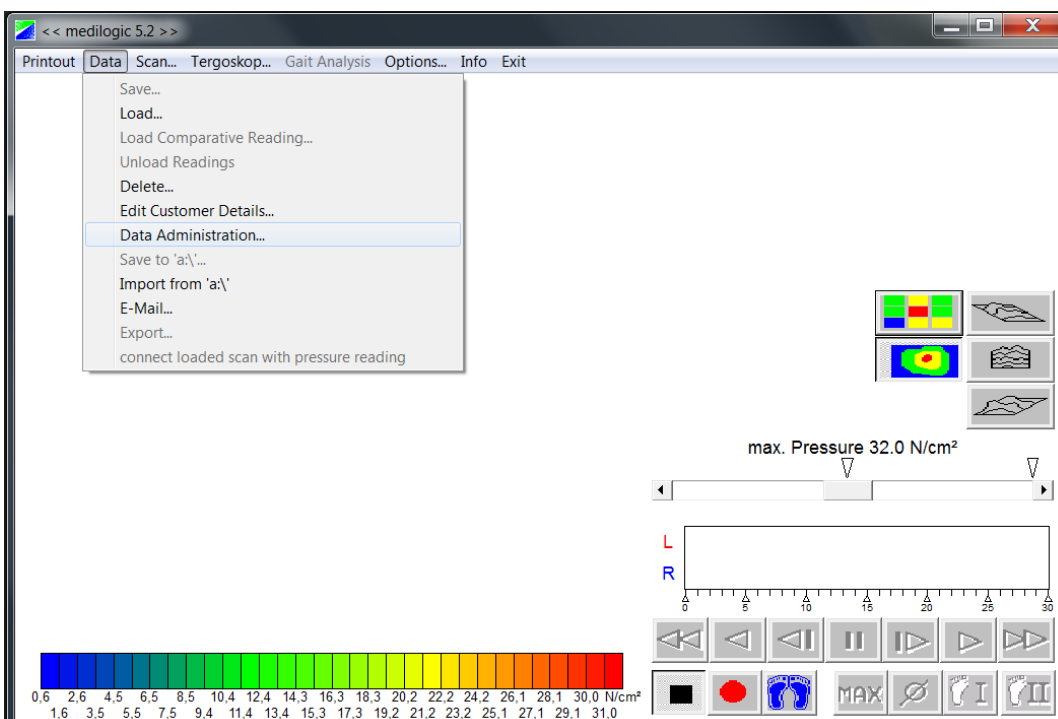 << medilogic 5.2 >>
Printout Data Scan... Tergoskop... Gait Analysis Options... Info Exit
Save...
Load...
Load Comparative Reading...
Unload Readings
Delete...
Edit Customer Details...
Data Administration...
Save to 'a:\'...
Import from 'a:\'
E-Mail...
Export...
connect loaded scan with pressure reading
max. Pressure 32.0 N/cm²
L
R
0 5 10 15 20 25 30
MAX Ø I II
0,6 2,6 4,5 6,5 8,5 10,4 12,4 14,3 16,3 18,3 20,2 22,2 24,2 26,1 28,1 30,0 N/cm²
1,6 3,5 5,5 7,5 9,4 11,4 13,4 15,3 17,3 19,2 21,2 23,2 25,1 27,1 29,1 31,0